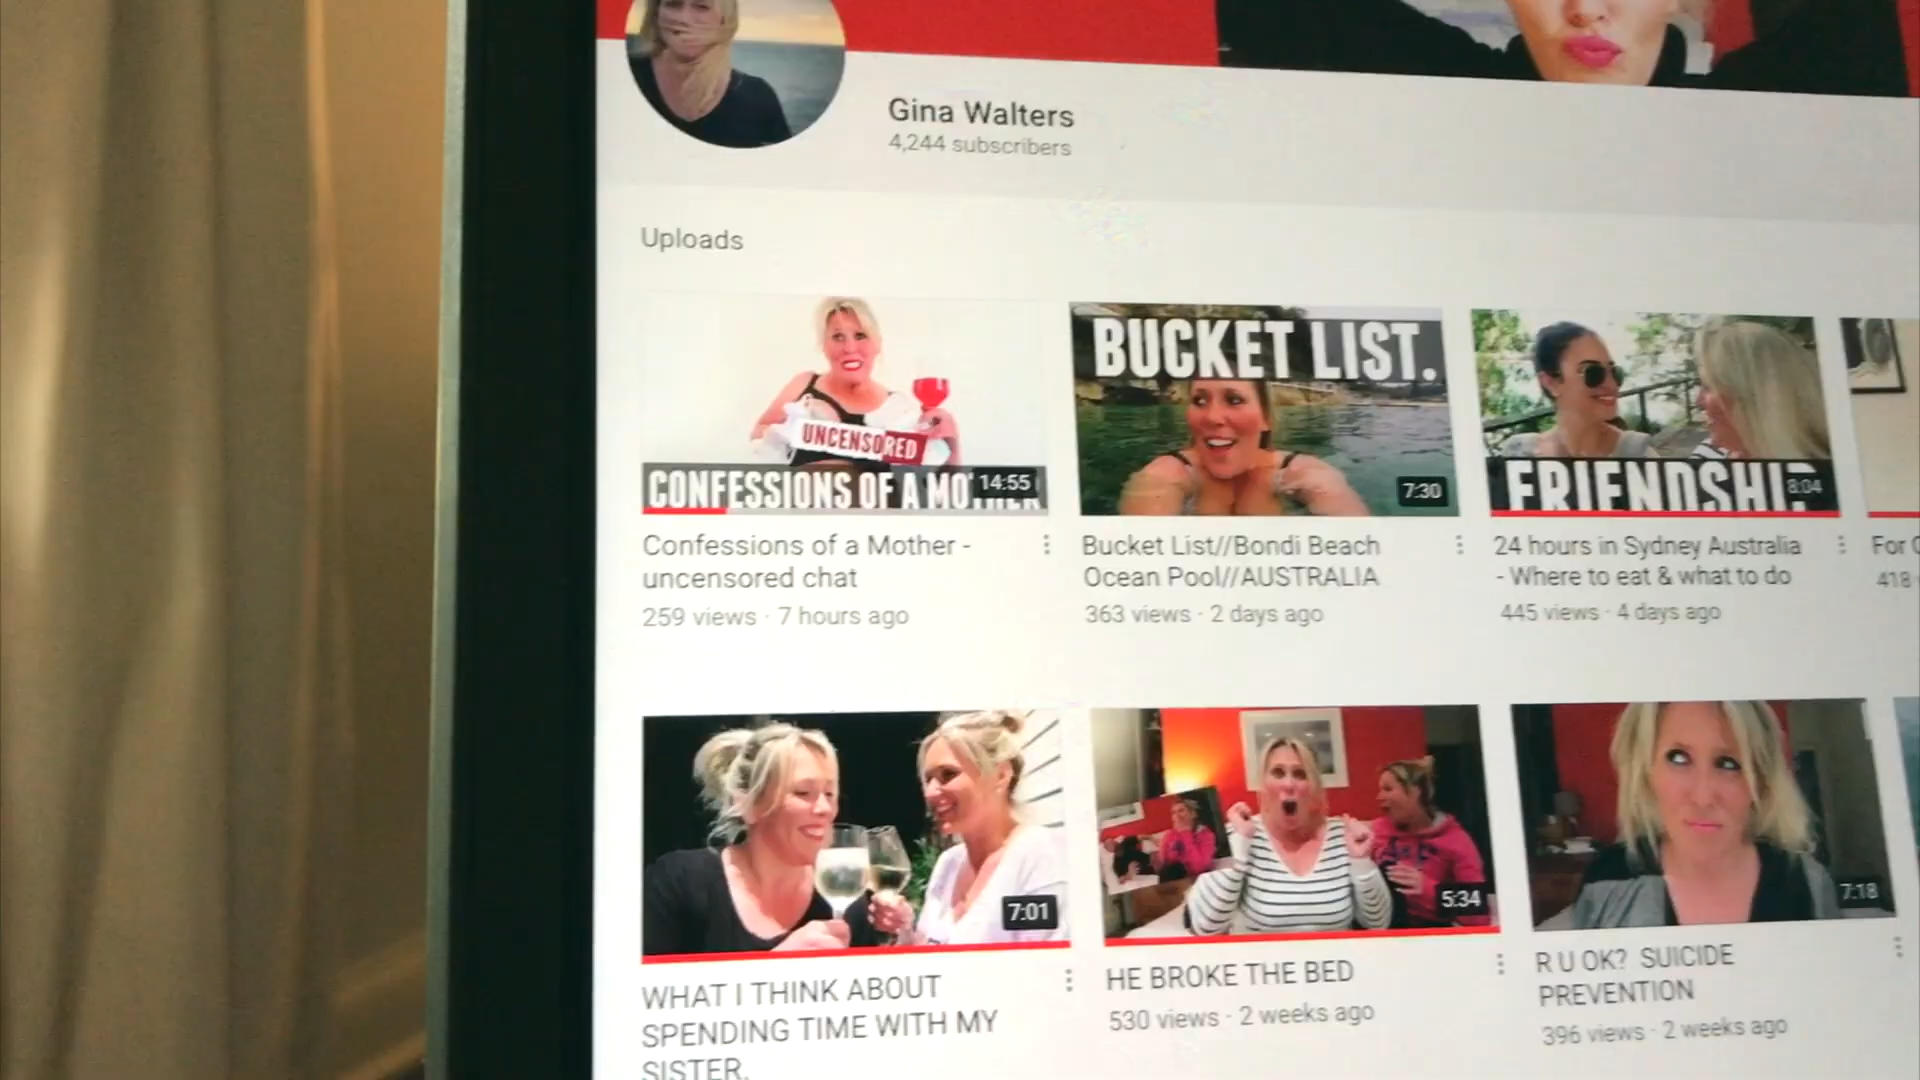 Gina Walters
4,244 subscribers
Uploads
UNCENSORED
CONFESSIONS OF A MOTHER
14:55
BUCKET LIST.
7:30
FRIENDSHIP
8:04
Confessions of a Mother -
uncensored chat
259 views · 7 hours ago
Bucket List//Bondi Beach
Ocean Pool//AUSTRALIA
363 views · 2 days ago
24 hours in Sydney Australia
- Where to eat & what to do
445 views · 4 days ago
For
418
7:01
5:34
7:18
WHAT I THINK ABOUT
SPENDING TIME WITH MY
SISTER.
HE BROKE THE BED
530 views · 2 weeks ago
R U OK? SUICIDE
PREVENTION
396 views · 2 weeks ago